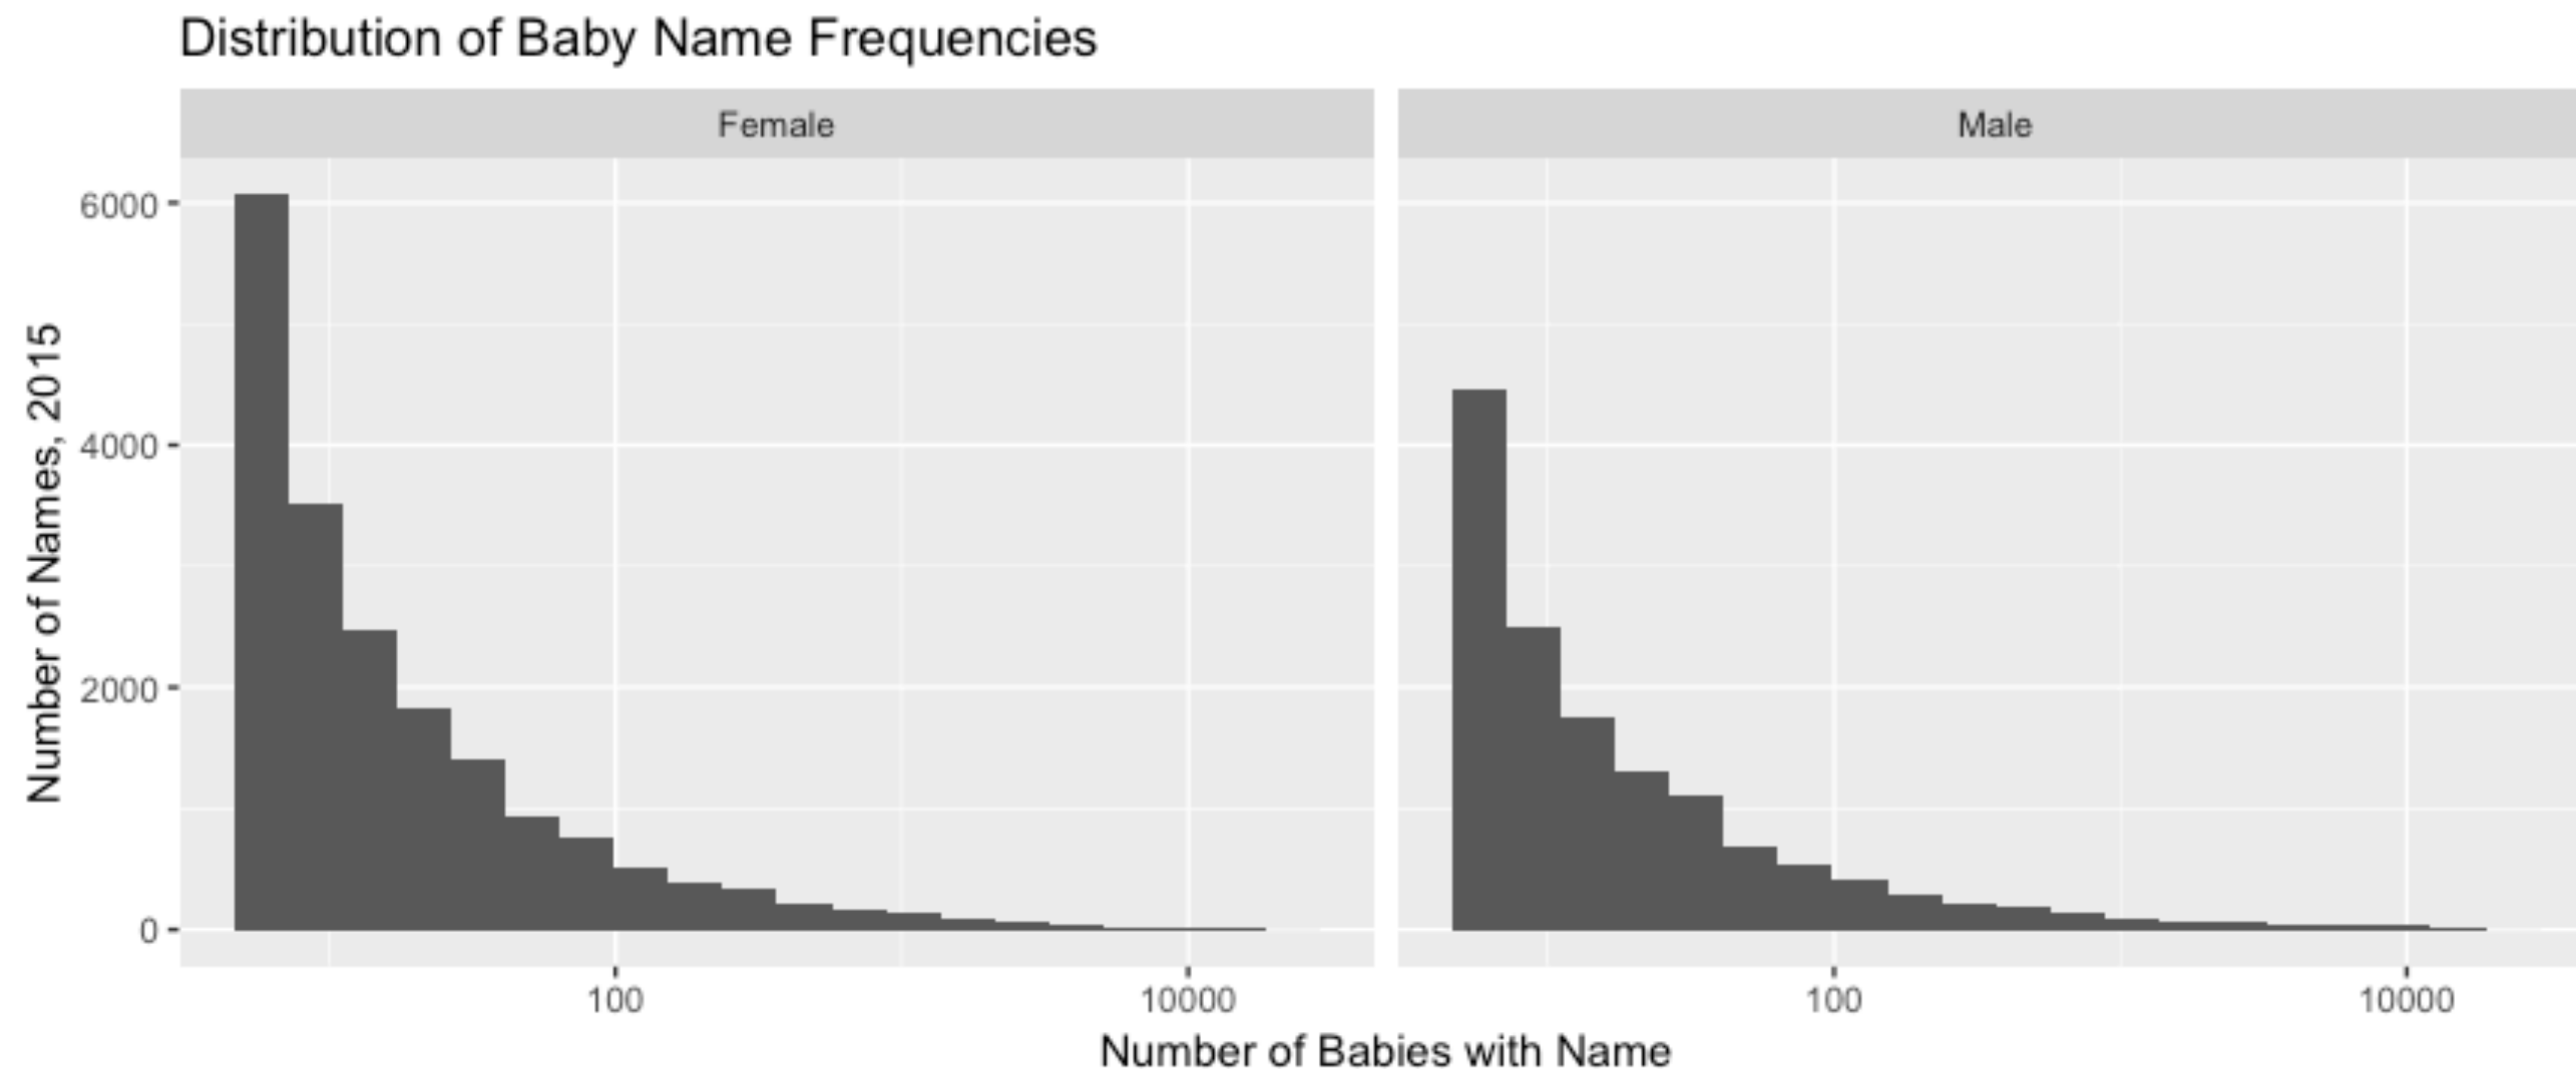 Distribution of Baby Name Frequencies
Female
Male
Number of Names, 2015
6000
4000
2000
0
100
10000
100
10000
Number of Babies with Name